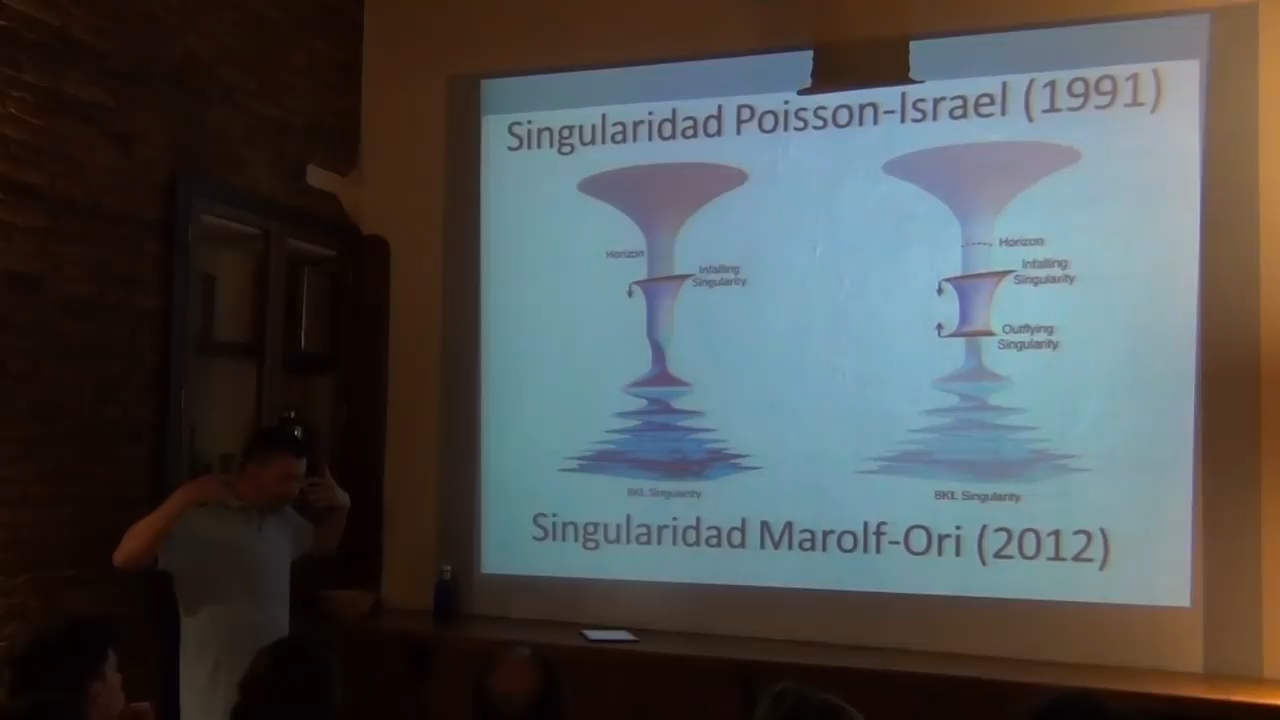 Singularidad Poisson-Israel (1991)
Horizon
Infalling
Singularity
BKL Singularity
Horizon
Infalling
Singularity
Outflying
Singularity
BKL Singularity
Singularidad Marolf-Ori (2012)